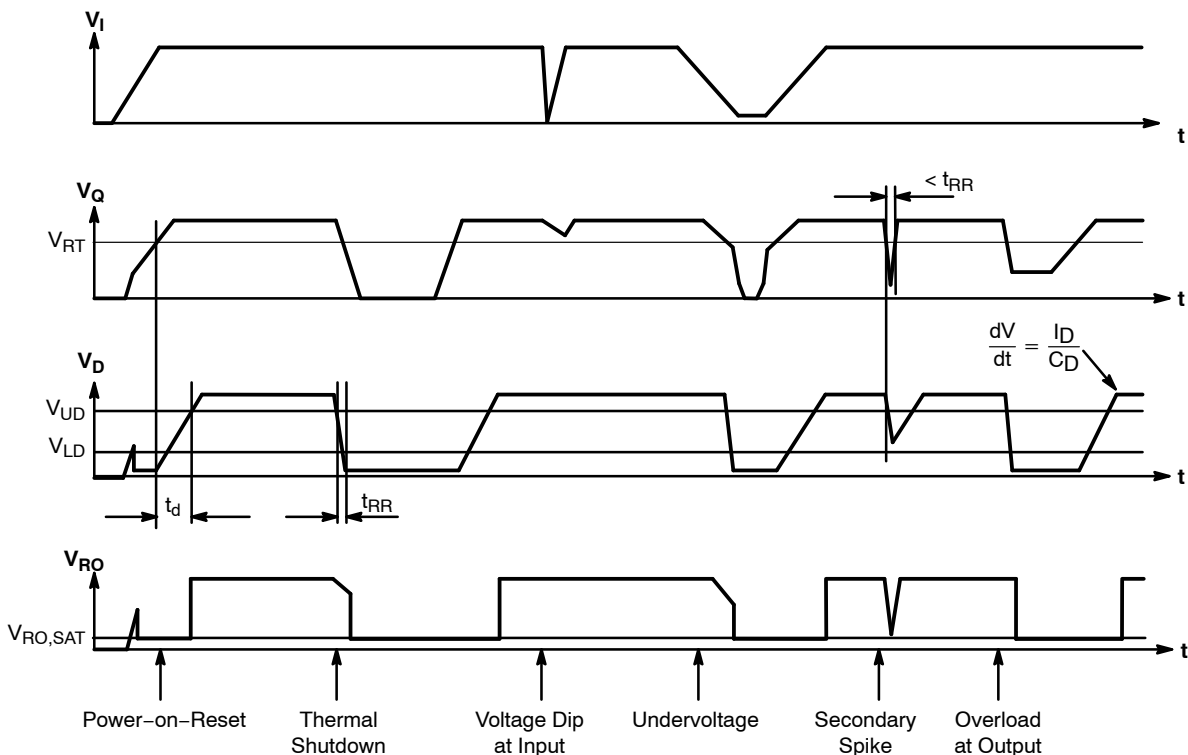 V_I
t
V_Q
< t_RR
V_RT
t
V_D
dV/dt = I_D/C_D
V_UD
V_LD
t
t_d
t_RR
V_RO
V_RO,SAT
t
Power−on−Reset
Thermal
Shutdown
Voltage Dip
at Input
Undervoltage
Secondary
Spike
Overload
at Output